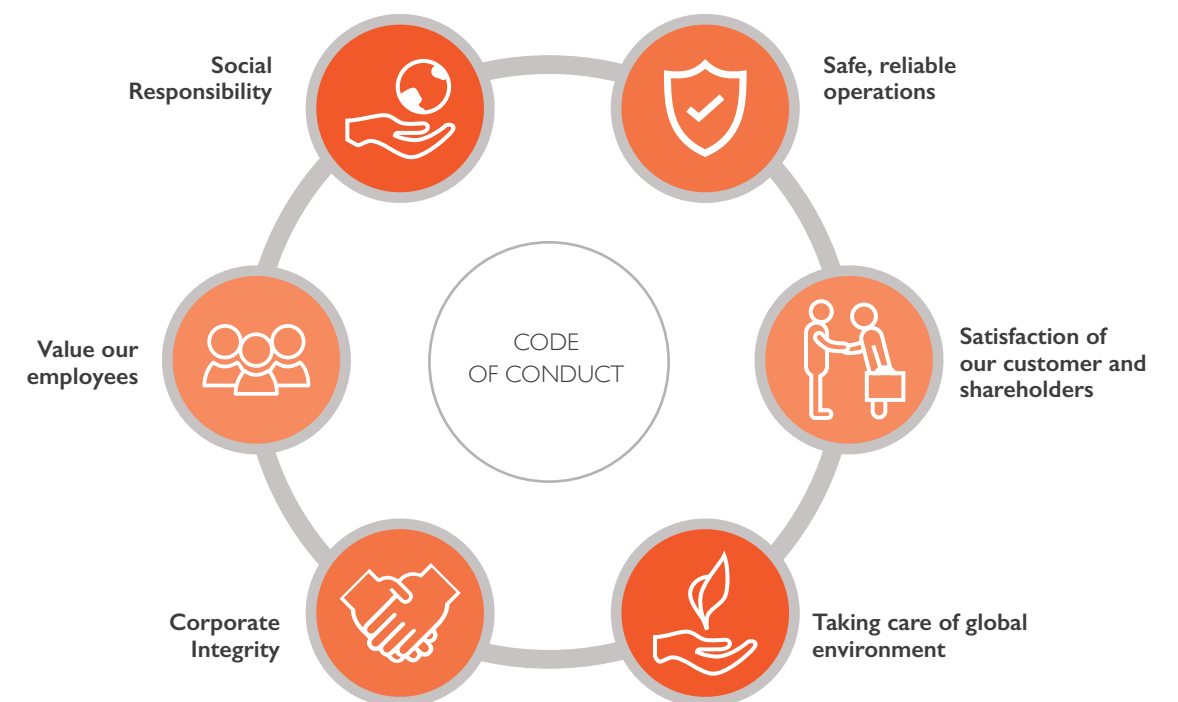 Social
Responsibility
Safe, reliable
operations
Value our
employees
CODE
OF CONDUCT
Satisfaction of
our customer and
shareholders
Corporate
Integrity
Taking care of global
environment